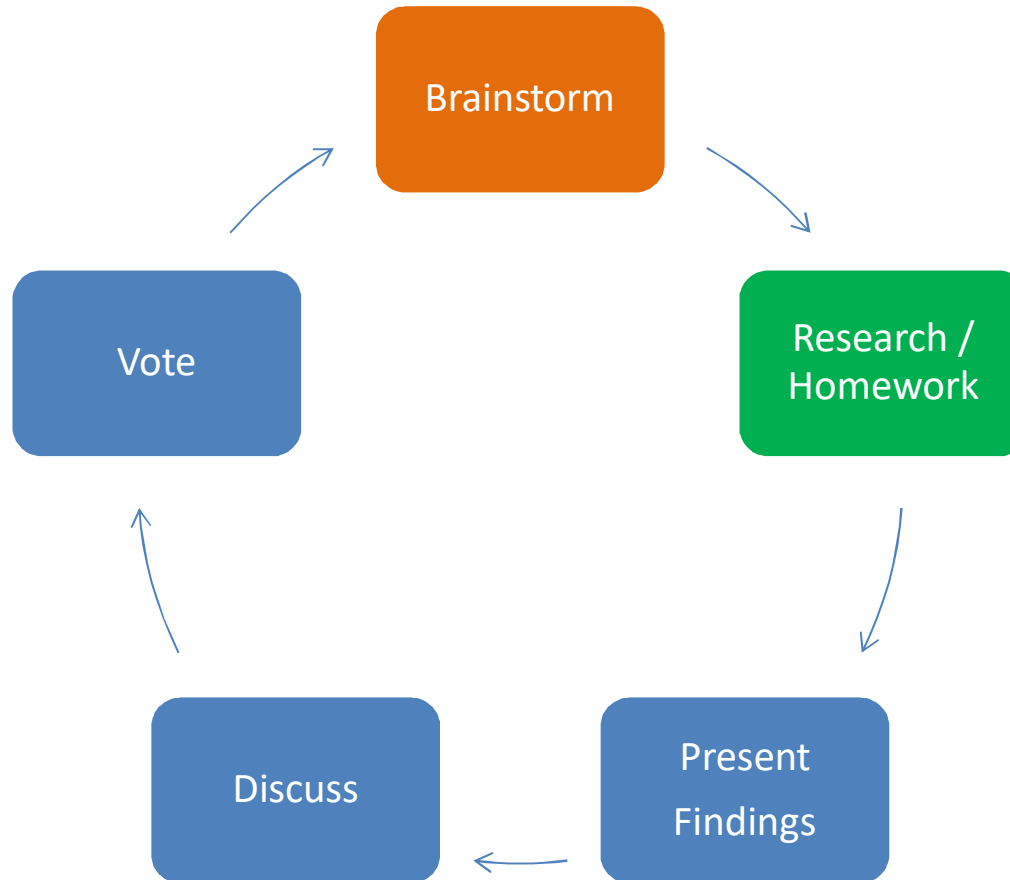 Brainstorm
Research /
Homework
Present
Findings
Discuss
Vote